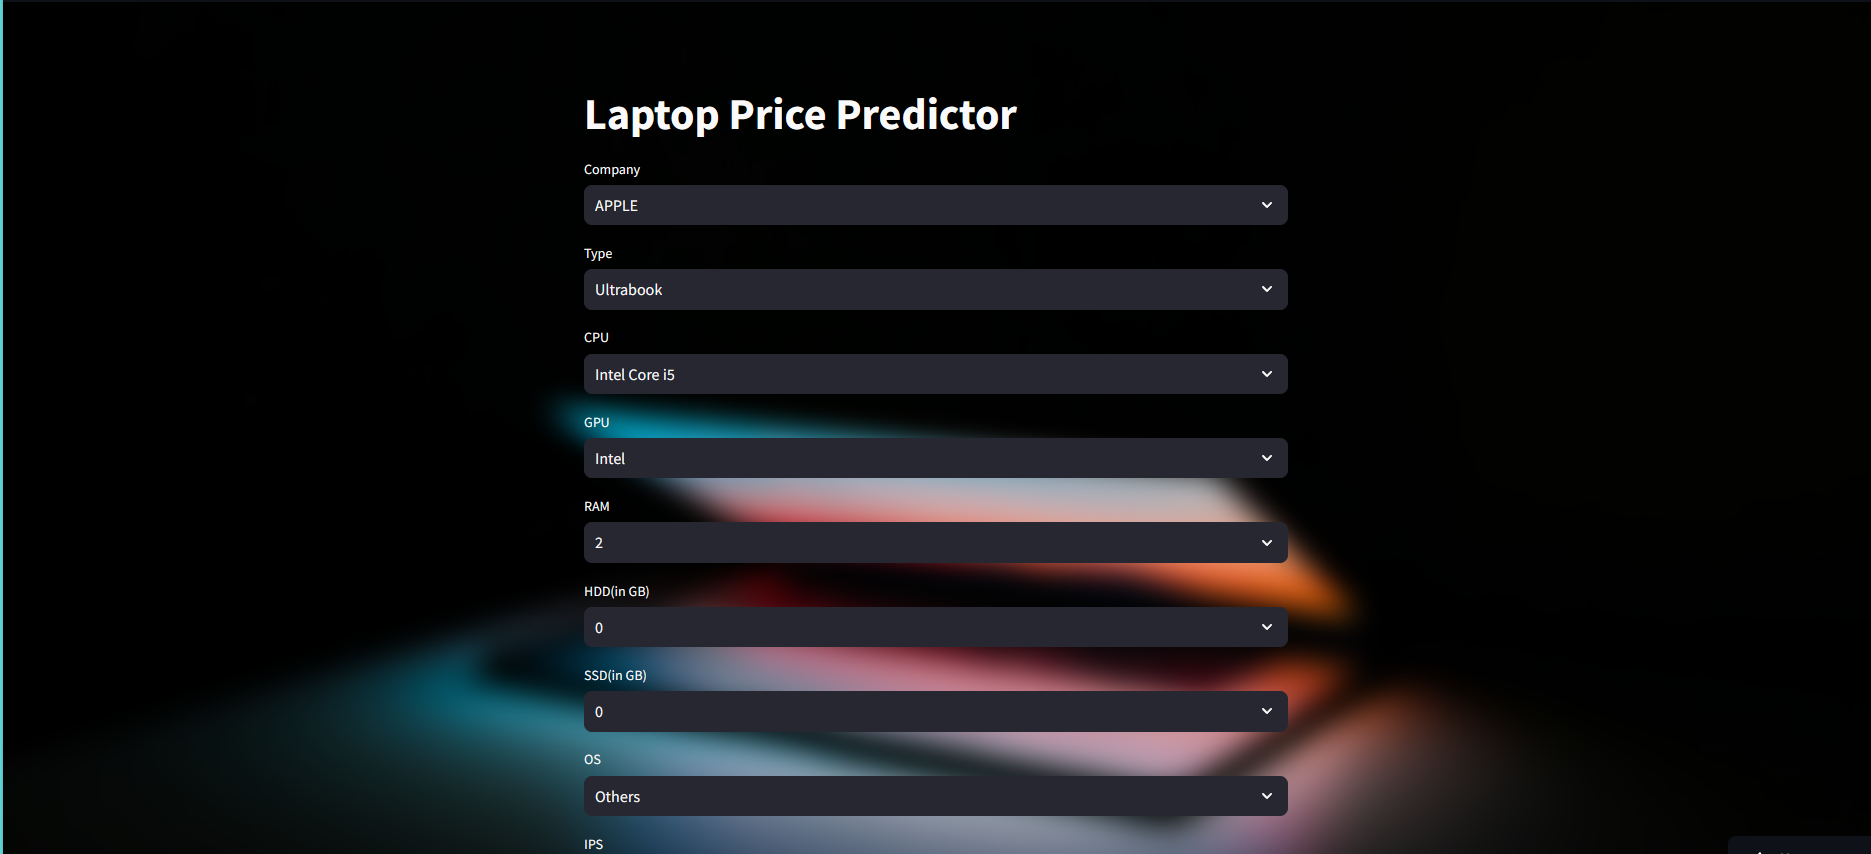 Laptop Price Predictor
Company
APPLE
Type
Ultrabook
CPU
Intel Core i5
GPU
Intel
RAM
2
HDD(in GB)
0
SSD(in GB)
0
OS
Others
IPS